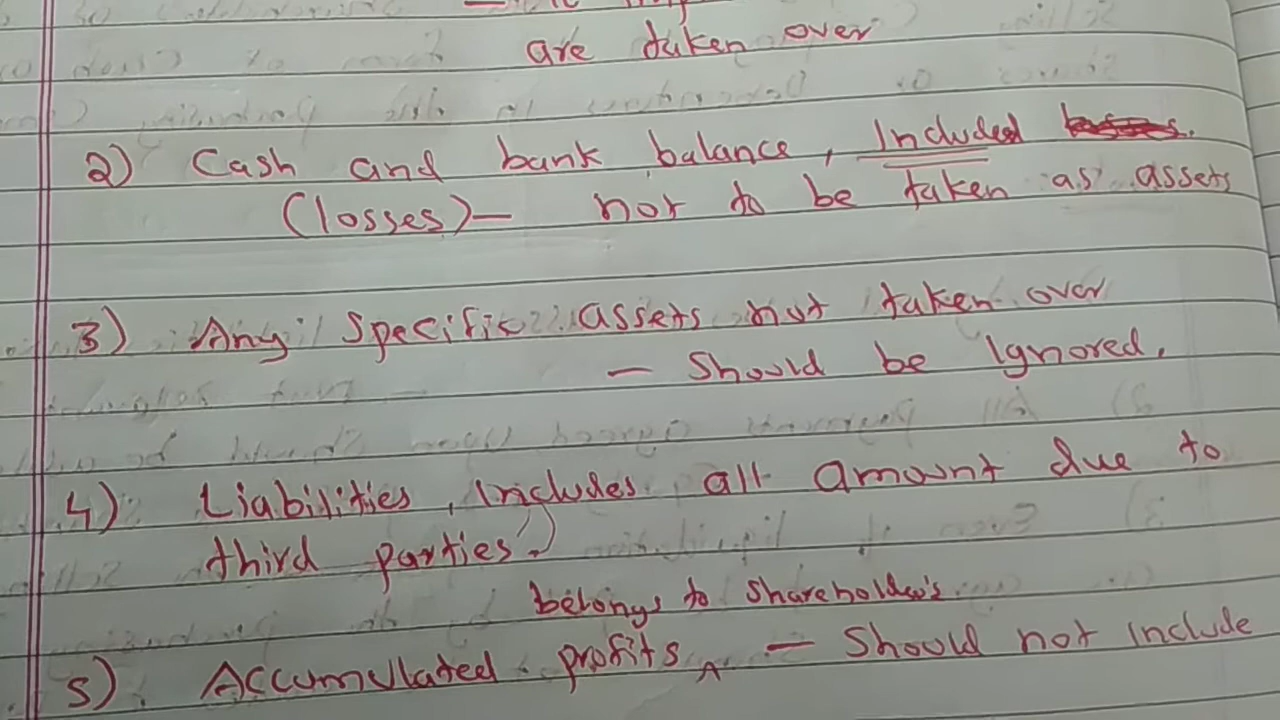 are taken over
2) Cash and bank balance, Included
(losses) — not to be taken as assets
3) Any specific assets not taken over
— Should be Ignored.
4) Liabilities, Includes all amount due to
third parties.
belongs to shareholder's
5) Accumulated profits ^ — Should not Include